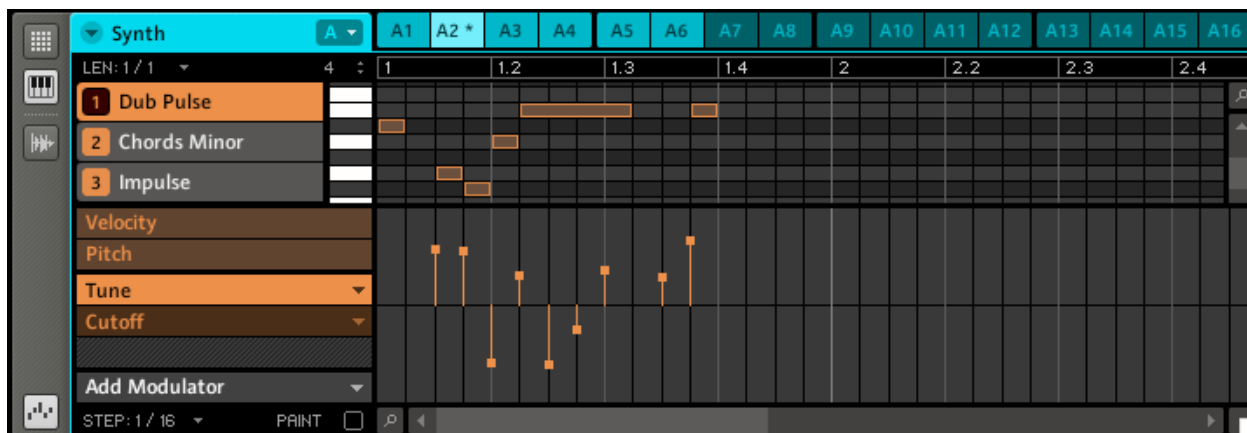 Synth A A1 A2 * A3 A4 A5 A6 A7 A8 A9 A10 A11 A12 A13 A14 A15 A16
LEN: 1 / 1 4 1 1.2 1.3 1.4 2 2.2 2.3 2.4
1 Dub Pulse
2 Chords Minor
3 Impulse
Velocity
Pitch
Tune
Cutoff
Add Modulator
STEP: 1 / 16 PAINT